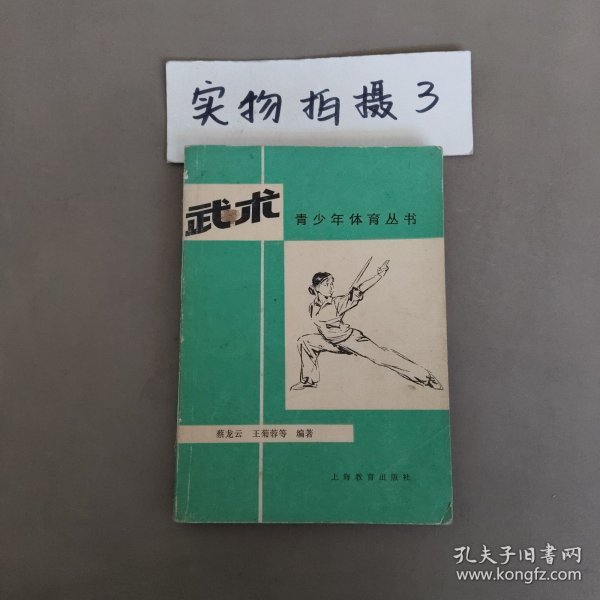 实物拍摄3
武术
青少年体育丛书
蔡龙云 王菊蓉等 编著
上海教育出版社
孔夫子旧书网
www.kongfz.com